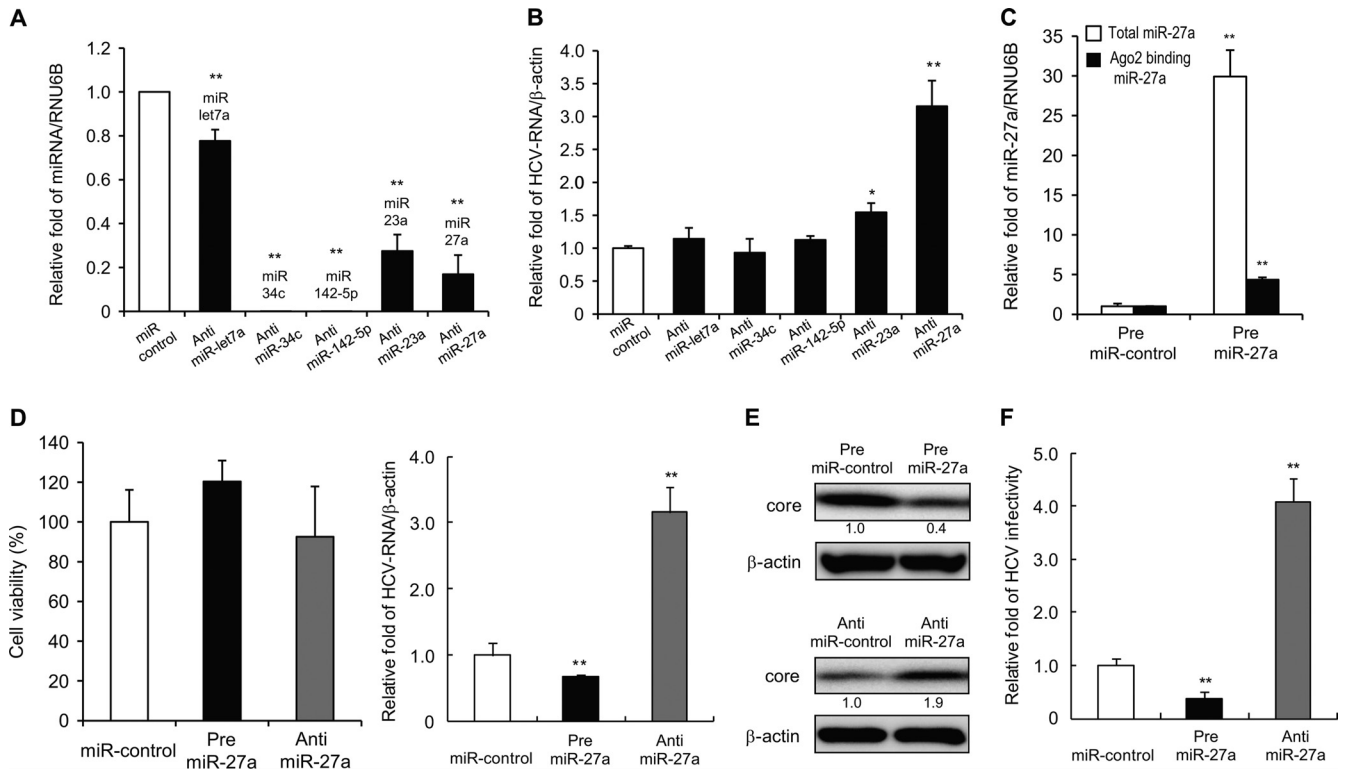 A
Relative fold of miRNA/RNU6B
1.2
1.0
0.8
0.6
0.4
0.2
0
**
miR
let7a
**
miR
34c
**
miR
142-5p
**
miR
23a
**
miR
27a
miR
control
Anti
miR-let7a
Anti
miR-34c
Anti
miR-142-5p
Anti
miR-23a
Anti
miR-27a
B
Relative fold of HCV-RNA/β-actin
4.0
3.5
3.0
2.5
2.0
1.5
1.0
0.5
0
*
**
miR
control
Anti
miR-let7a
Anti
miR-34c
Anti
miR-142-5p
Anti
miR-23a
Anti
miR-27a
C
Relative fold of miR-27a/RNU6B
35
30
25
20
15
10
5
0
Total miR-27a
Ago2 binding
miR-27a
**
**
Pre
miR-control
Pre
miR-27a
D
Cell viability (%)
140
120
100
80
60
40
20
0
miR-control
Pre
miR-27a
Anti
miR-27a
Relative fold of HCV-RNA/β-actin
4.0
3.0
2.0
1.0
0
**
**
miR-control
Pre
miR-27a
Anti
miR-27a
E
Pre
miR-control
Pre
miR-27a
core
1.0
0.4
β-actin
Anti
miR-control
Anti
miR-27a
core
1.0
1.9
β-actin
F
Relative fold of HCV infectivity
5.0
4.0
3.0
2.0
1.0
0
**
**
miR-control
Pre
miR-27a
Anti
miR-27a